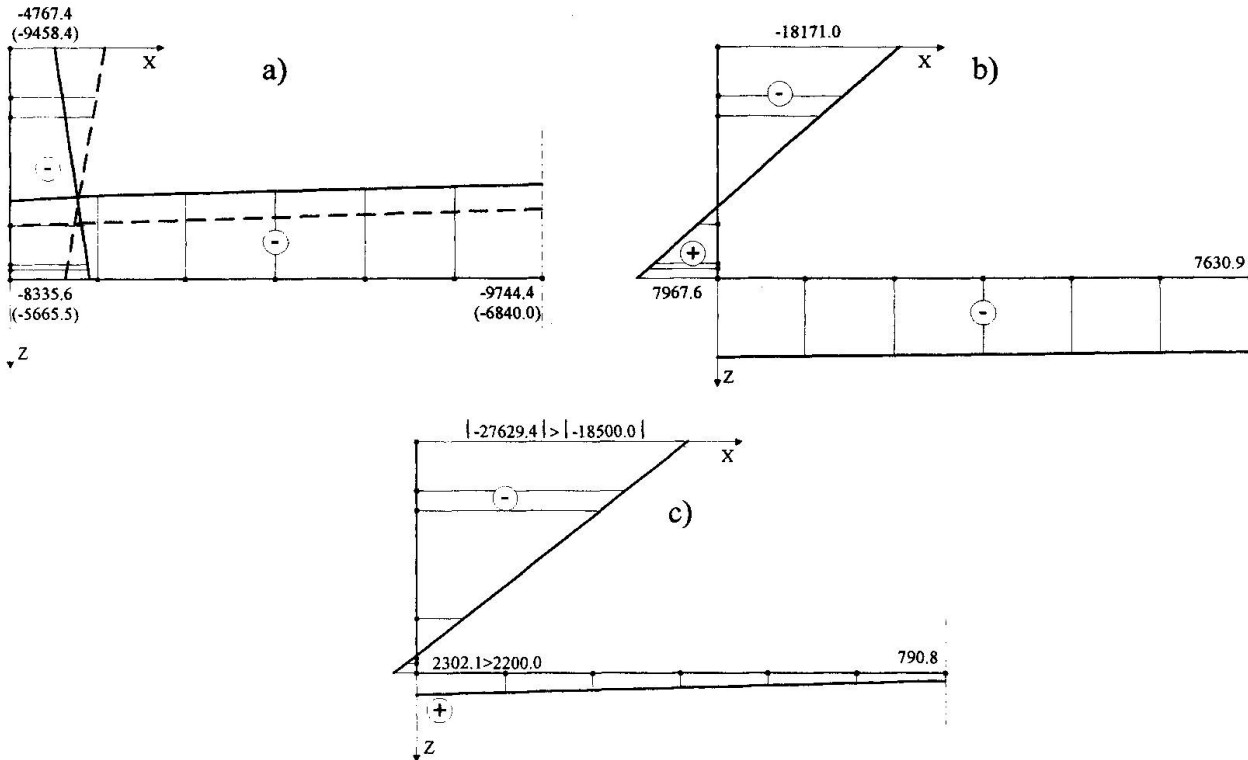 -4767.4
(-9458.4)
X
a)
-
-
-8335.6
(-5665.5)
-9744.4
(-6840.0)
Z
-18171.0
X
b)
-
+
7967.6
7630.9
-
Z
|-27629.4|>|-18500.0|
X
-
c)
2302.1>2200.0
790.8
+
Z